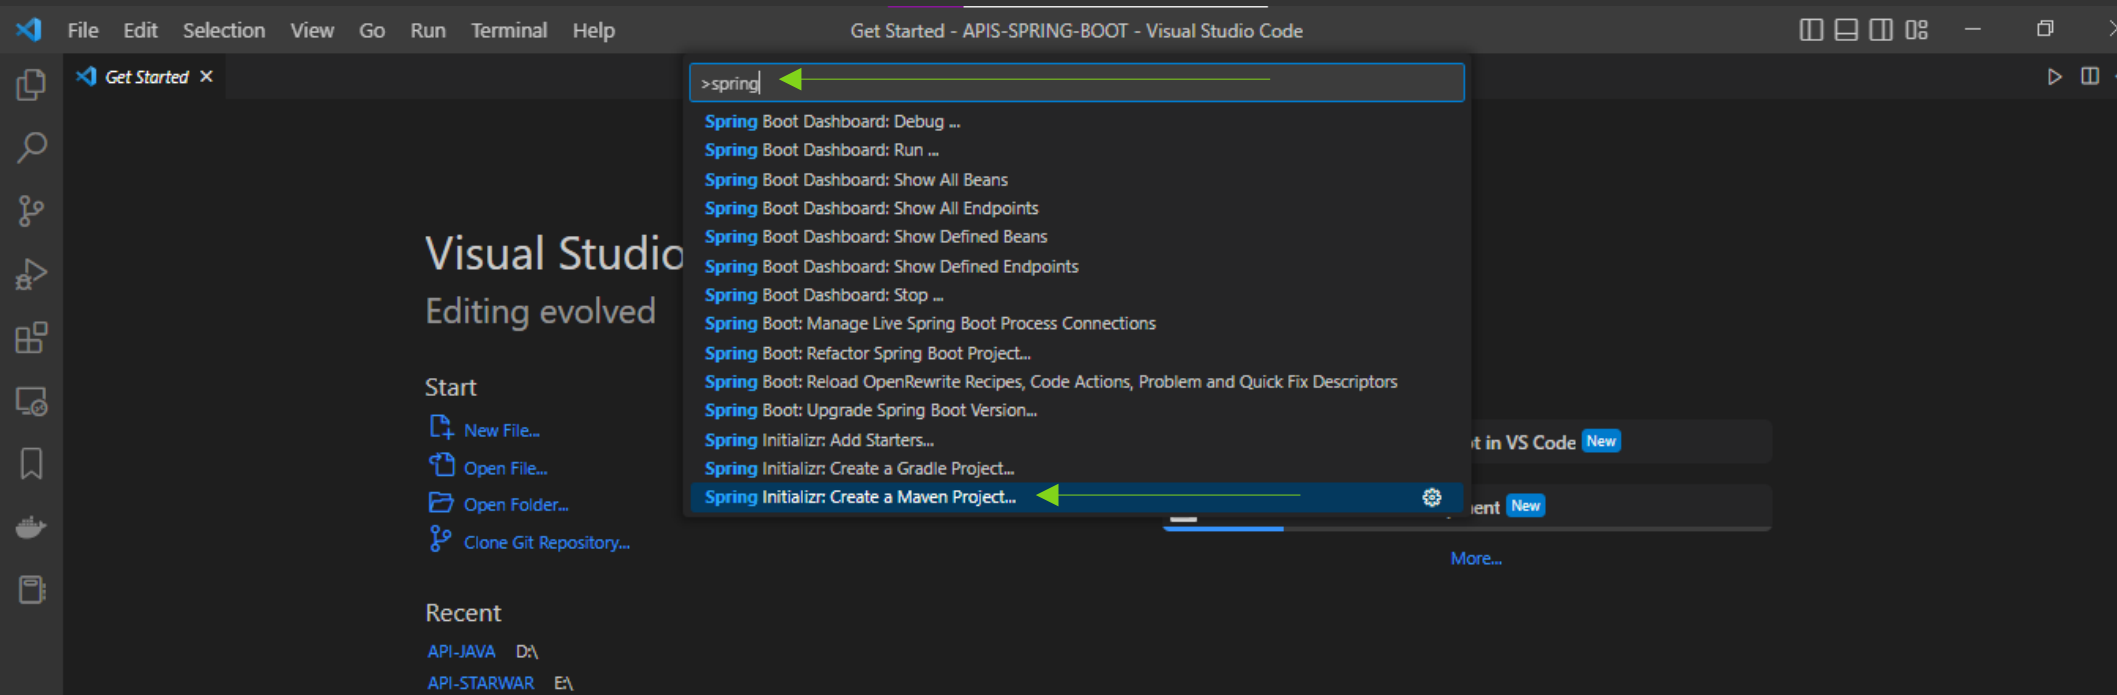 File Edit Selection View Go Run Terminal Help
Get Started - APIS-SPRING-BOOT - Visual Studio Code
Get Started
>spring
Spring Boot Dashboard: Debug ...
Spring Boot Dashboard: Run ...
Spring Boot Dashboard: Show All Beans
Spring Boot Dashboard: Show All Endpoints
Spring Boot Dashboard: Show Defined Beans
Spring Boot Dashboard: Show Defined Endpoints
Spring Boot Dashboard: Stop ...
Spring Boot: Manage Live Spring Boot Process Connections
Spring Boot: Refactor Spring Boot Project...
Spring Boot: Reload OpenRewrite Recipes, Code Actions, Problem and Quick Fix Descriptors
Spring Boot: Upgrade Spring Boot Version...
Spring Initializr: Add Starters...
Spring Initializr: Create a Gradle Project...
Spring Initializr: Create a Maven Project...
Visual Studio
Editing evolved
Start
New File...
Open File...
Open Folder...
Clone Git Repository...
Recent
API-JAVA D:\
API-STARWAR E:\
in VS Code New
New
More...